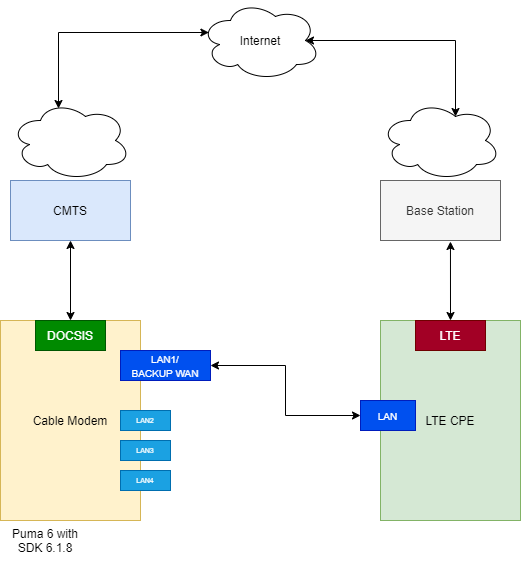 Internet
CMTS
Base Station
DOCSIS
LTE
LAN1/
BACKUP WAN
Cable Modem
LAN2
LAN3
LAN4
LAN
LTE CPE
Puma 6 with
SDK 6.1.8